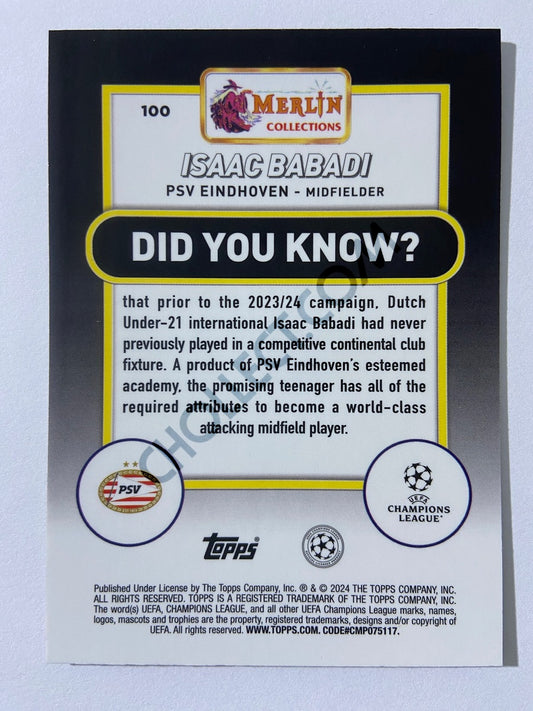 100
MERLIN
COLLECTIONS
ISAAC BABADI
PSV EINDHOVEN - MIDFIELDER
DID YOU KNOW?
that prior to the 2023/24 campaign, Dutch
Under-21 international Isaac Babadi had never
previously played in a competitive continental club
fixture. A product of PSV Eindhoven's esteemed
academy, the promising teenager has all of the
required attributes to become a world-class
attacking midfield player.
CHOLLECT.COM
PSV
UEFA
CHAMPIONS
LEAGUE
Topps
Published Under License by The Topps Company, Inc. ® & © 2024 THE TOPPS COMPANY, INC.
ALL RIGHTS RESERVED. TOPPS IS A REGISTERED TRADEMARK OF THE TOPPS COMPANY, INC.
The word(s) UEFA, CHAMPIONS LEAGUE, and all other UEFA Champions League marks, names,
logos, mascots and trophies are the property, registered trademarks, designs and/or copyright of
UEFA. All rights reserved. WWW.TOPPS.COM. CODE#CMP075117.